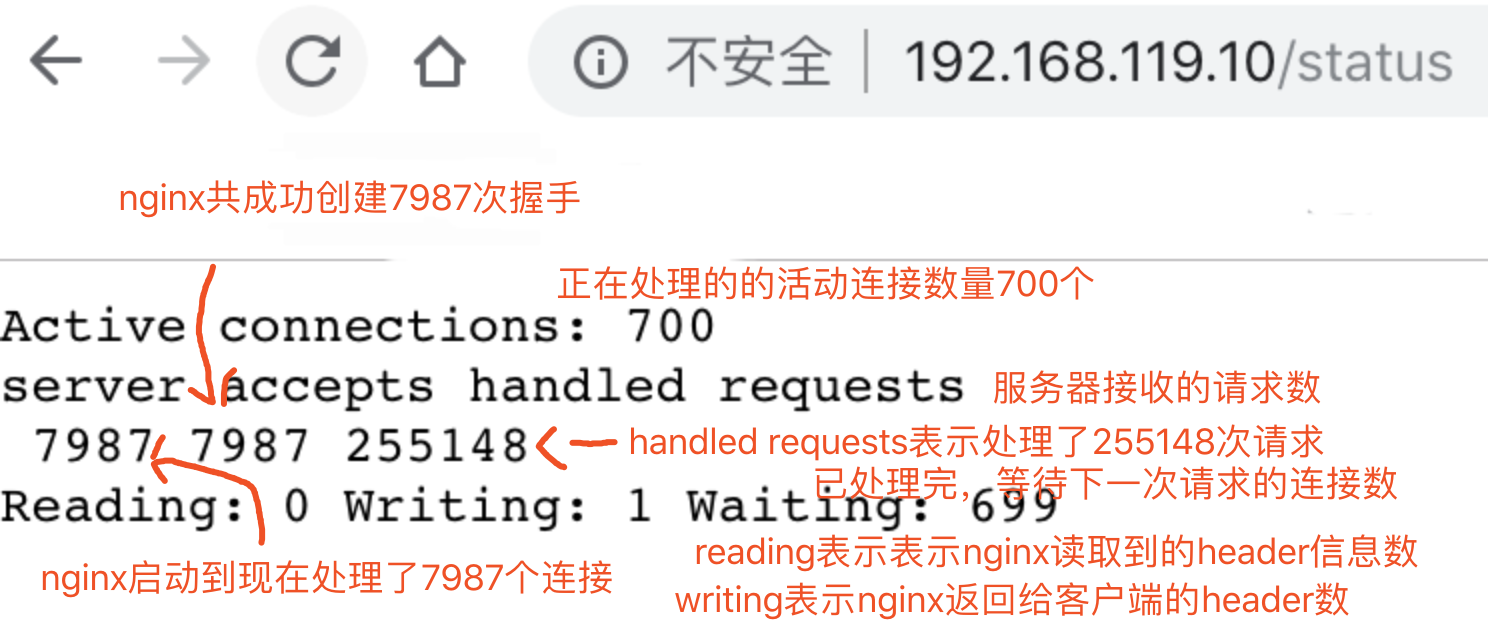 不安全 | 192.168.119.10/status
nginx共成功创建7987次握手
正在处理的的活动连接数量700个
Active connections: 700
server accepts handled requests 服务器接收的请求数
7987 7987 255148 handled requests表示处理了255148次请求
已处理完，等待下一次请求的连接数
Reading: 0 Writing: 1 Waiting: 699
reading表示表示nginx读取到的header信息数
nginx启动到现在处理了7987个连接
writing表示nginx返回给客户端的header数